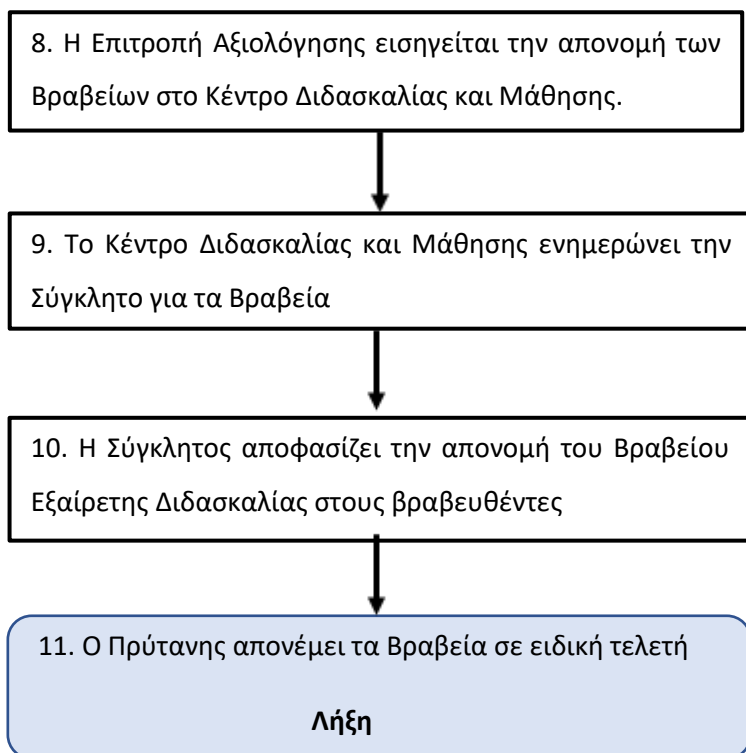 8. Η Επιτροπή Αξιολόγησης εισηγείται την απονομή των
Βραβείων στο Κέντρο Διδασκαλίας και Μάθησης.
9. Το Κέντρο Διδασκαλίας και Μάθησης ενημερώνει την
Σύγκλητο για τα Βραβεία
10. Η Σύγκλητος αποφασίζει την απονομή του Βραβείου
Εξαίρετης Διδασκαλίας στους βραβευθέντες
11. Ο Πρύτανης απονέμει τα Βραβεία σε ειδική τελετή
Λήξη